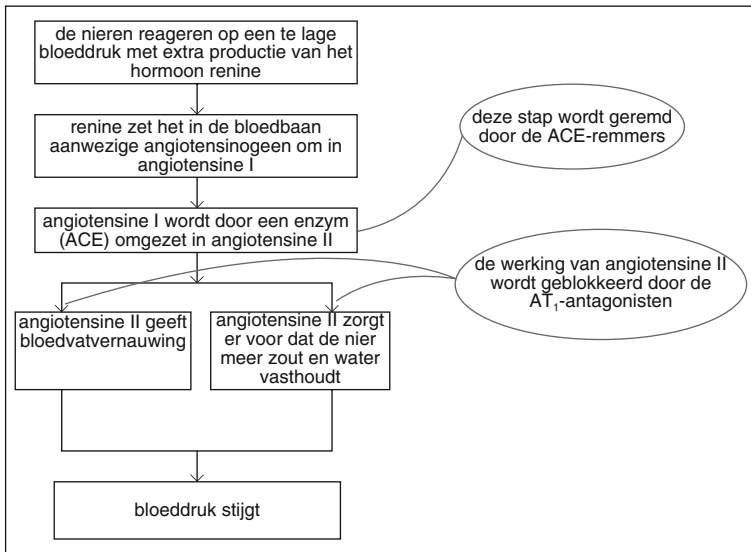 de nieren reageren op een te lage
bloeddruk met extra productie van het
hormoon renine
renine zet het in de bloedbaan
aanwezige angiotensinogeen om in
angiotensine I
deze stap wordt geremd
door de ACE-remmers
angiotensine I wordt door een enzym
(ACE) omgezet in angiotensine II
de werking van angiotensine II
wordt geblokkeerd door de
AT₁-antagonisten
angiotensine II geeft
bloedvatvernauwing
angiotensine II zorgt
er voor dat de nier
meer zout en water
vasthoudt
bloeddruk stijgt